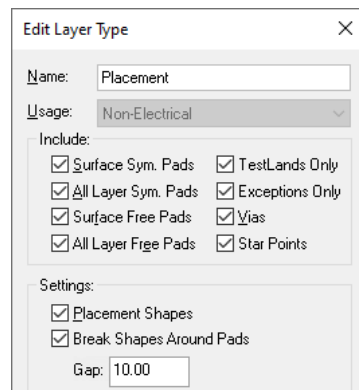 Edit Layer Type
Name: Placement
Usage: Non-Electrical
Include:
Surface Sym. Pads TestLands Only
All Layer Sym. Pads Exceptions Only
Surface Free Pads Vias
All Layer Free Pads Star Points
Settings:
Placement Shapes
Break Shapes Around Pads
Gap: 10.00